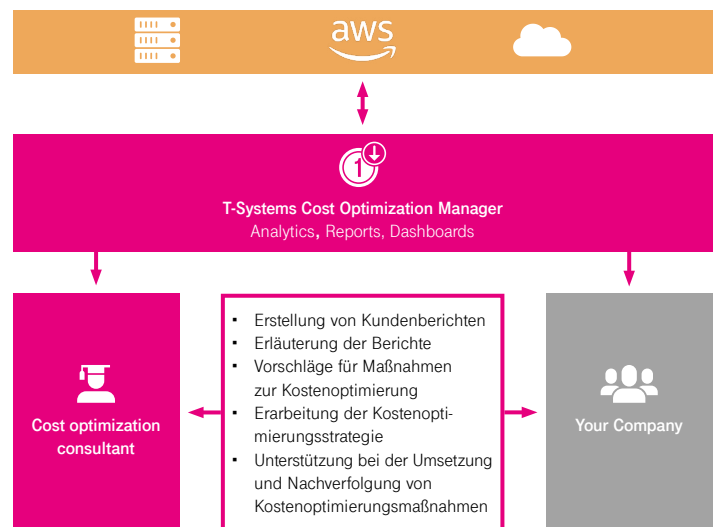 aws
1
T-Systems Cost Optimization Manager
Analytics, Reports, Dashboards
Cost optimization
consultant
▪ Erstellung von Kundenberichten
▪ Erläuterung der Berichte
▪ Vorschläge für Maßnahmen
zur Kostenoptimierung
▪ Erarbeitung der Kostenopti-
mierungsstrategie
▪ Unterstützung bei der Umsetzung
und Nachverfolgung von
Kostenoptimierungsmaßnahmen
Your Company